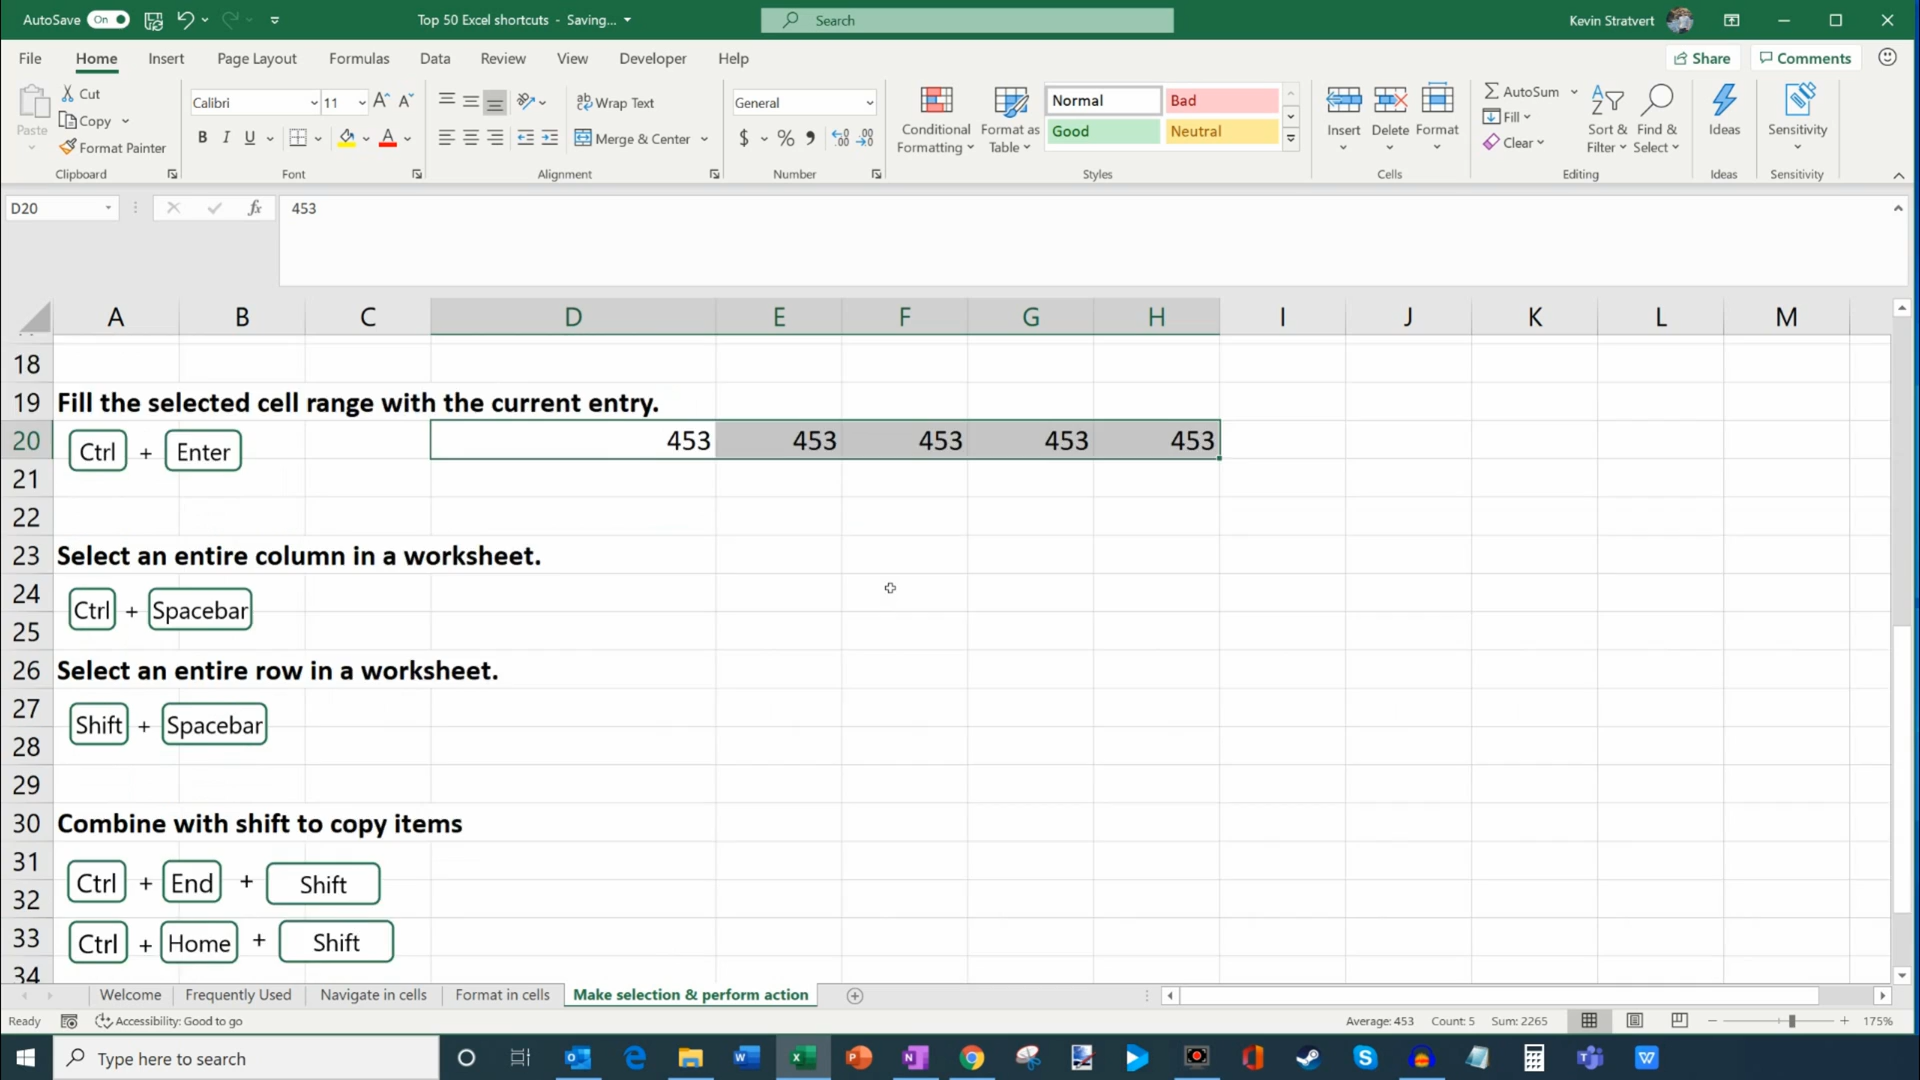 AutoSave On Top 50 Excel shortcuts - Saving... Search Kevin Stratvert
File Home Insert Page Layout Formulas Data Review View Developer Help Share Comments
Paste Cut Copy Format Painter Clipboard
Calibri 11 A A B I U A Font
ab Wrap Text Merge & Center Alignment
General $ % , Number
Conditional Formatting Format as Table Normal Bad Good Neutral Styles
Insert Delete Format Cells
AutoSum Fill Clear Sort & Filter Find & Select Editing
Ideas Ideas
Sensitivity Sensitivity
D20 fx 453
A B C D E F G H I J K L M
18
19 Fill the selected cell range with the current entry.
20 Ctrl + Enter 453 453 453 453 453
21
22
23 Select an entire column in a worksheet.
24 Ctrl + Spacebar
25
26 Select an entire row in a worksheet.
27 Shift + Spacebar
28
29
30 Combine with shift to copy items
31 Ctrl + End + Shift
32
33 Ctrl + Home + Shift
34
Welcome Frequently Used Navigate in cells Format in cells Make selection & perform action
Ready Accessibility: Good to go Average: 453 Count: 5 Sum: 2265 175%
Type here to search